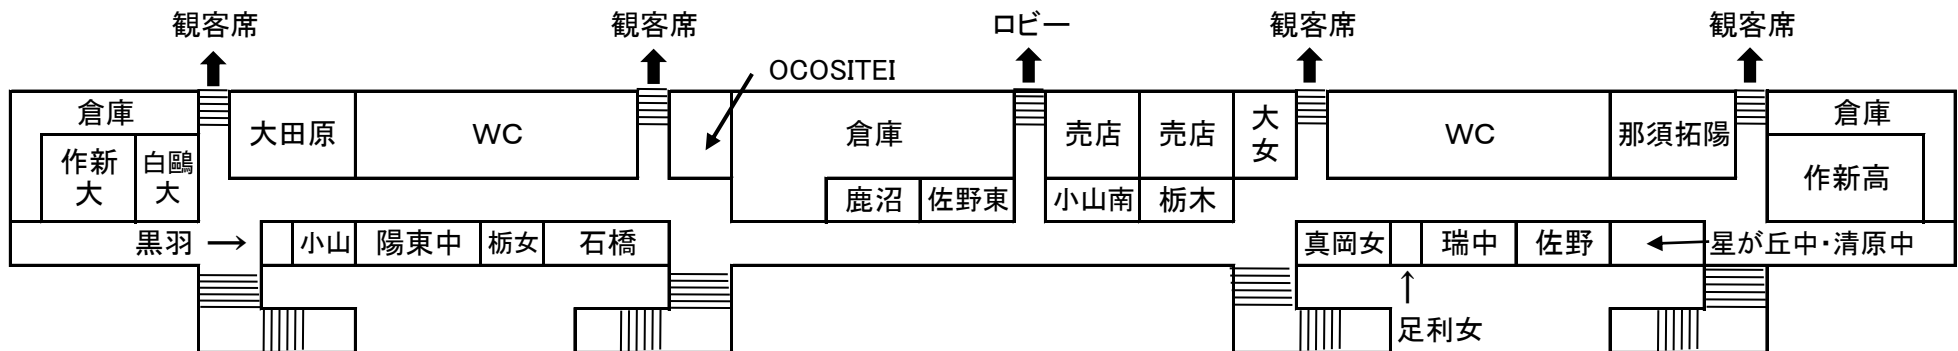 観客席
観客席
ロビー
観客席
観客席
OCOSITEI
倉庫
大田原
WC
倉庫
売店
売店
大女
WC
那須拓陽
倉庫
作新大
白鷗大
鹿沼
佐野東
小山南
栃木
作新高
黒羽 →
小山
陽東中
栃女
石橋
真岡女
瑞中
佐野
星が丘中・清原中
↑
足利女